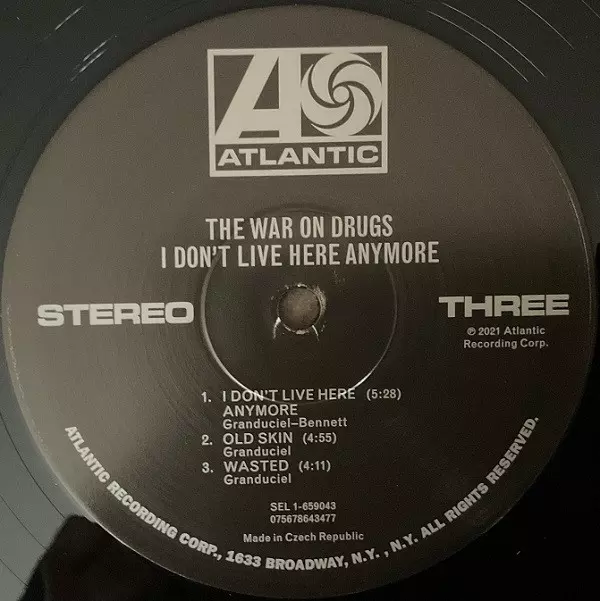 ATLANTIC
THE WAR ON DRUGS
I DON'T LIVE HERE ANYMORE
STEREO
THREE
℗ 2021 Atlantic
Recording Corp.
1. I DON'T LIVE HERE (5:28)
ANYMORE
Granduciel–Bennett
2. OLD SKIN (4:55)
Granduciel
3. WASTED (4:11)
Granduciel
SEL 1-659043
075678643477
Made in Czech Republic
ATLANTIC RECORDING CORP., 1633 BROADWAY, N.Y. , N.Y. ALL RIGHTS RESERVED.